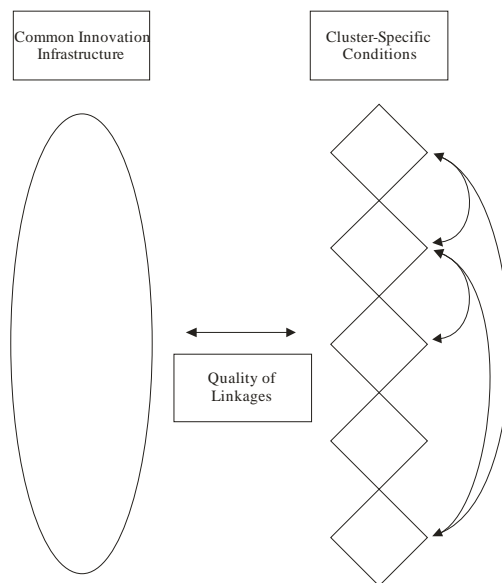 Common Innovation
Infrastructure
Cluster-Specific
Conditions
Quality of
Linkages